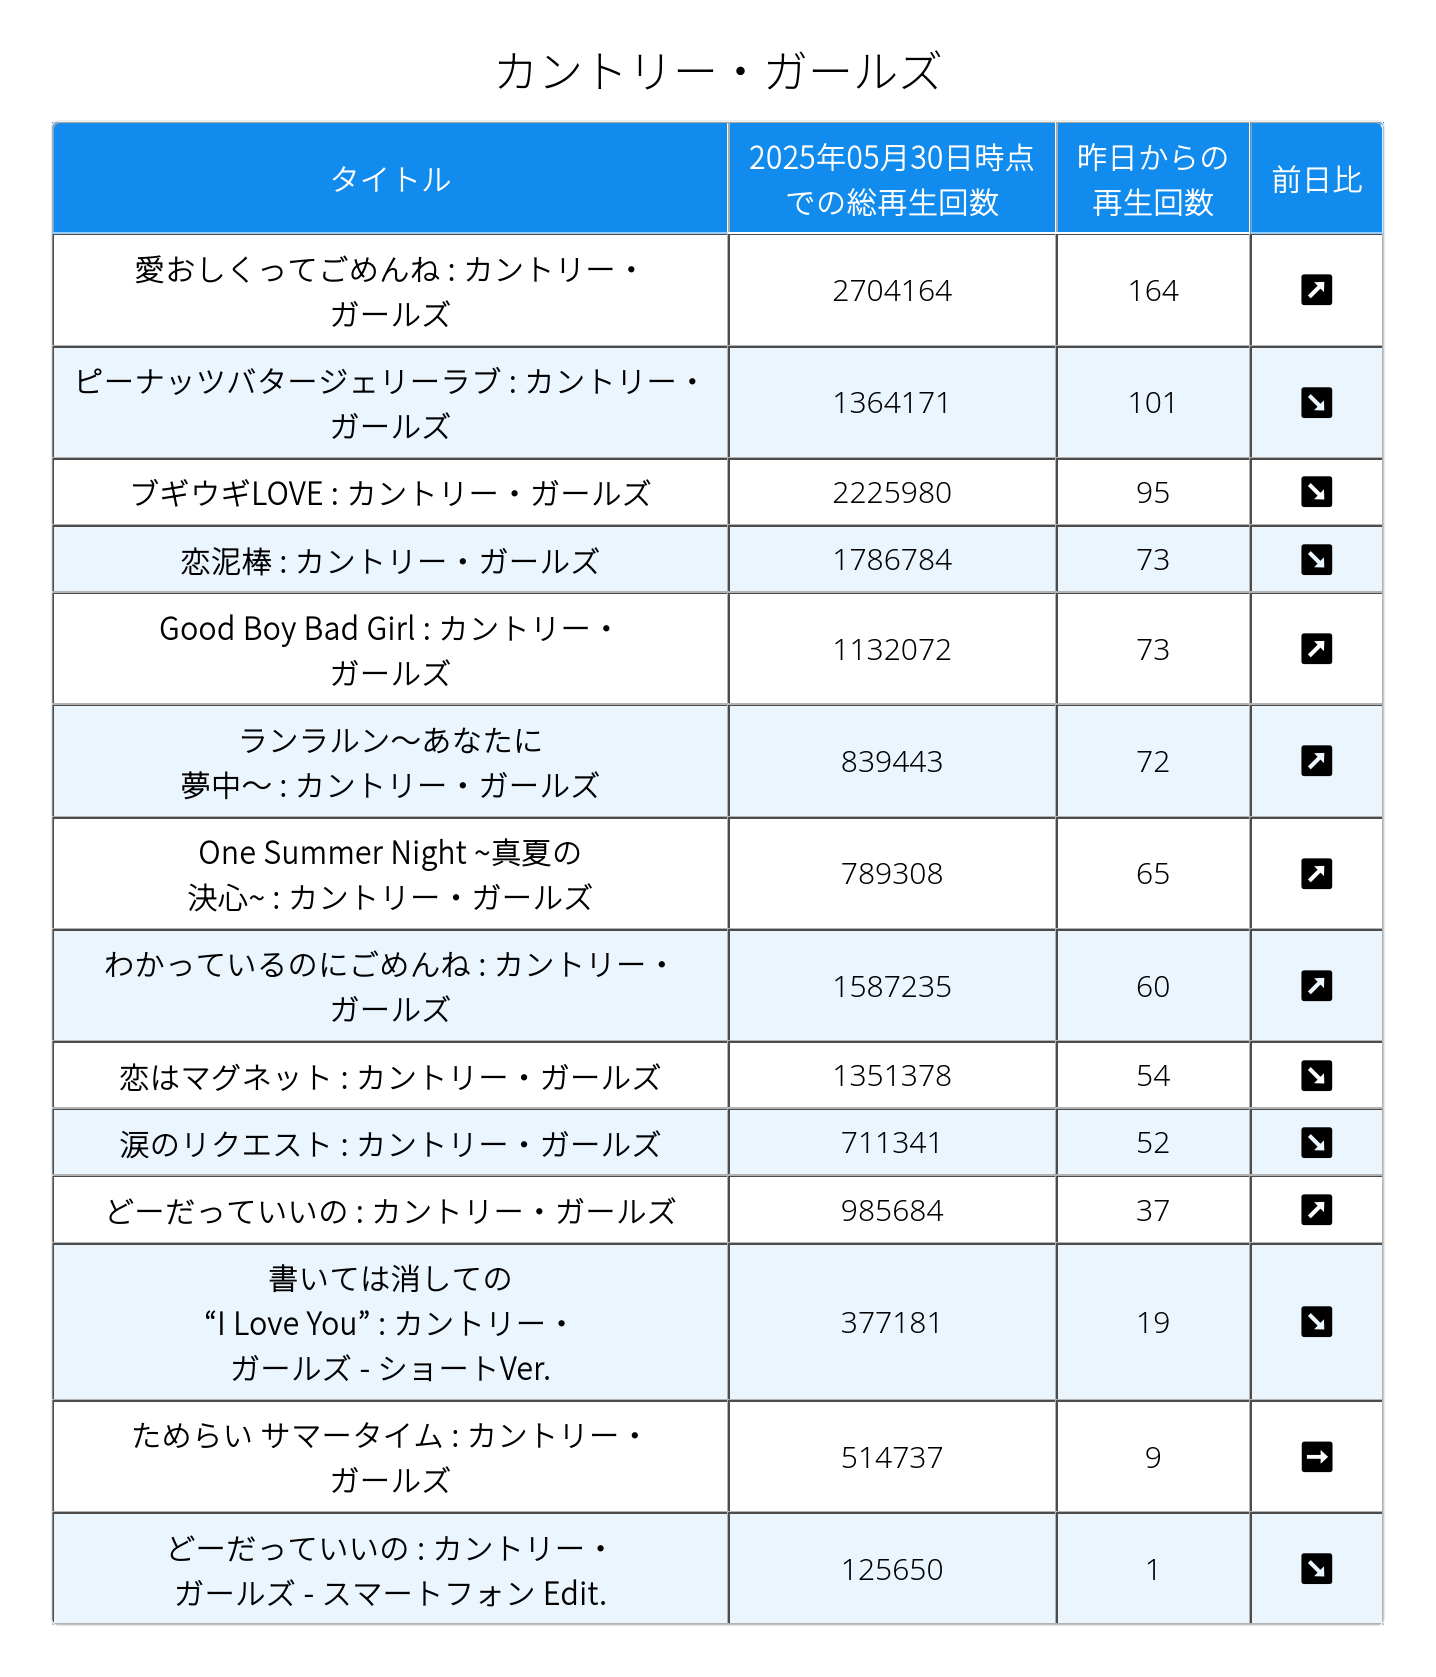 カントリー・ガールズ
タイトル
2025年05月30日時点
での総再生回数
昨日からの
再生回数
前日比
愛おしくってごめんね : カントリー・
ガールズ
2704164
164
↗
ピーナッツバタージェリーラブ : カントリー・
ガールズ
1364171
101
↘
ブギウギLOVE : カントリー・ガールズ
2225980
95
↘
恋泥棒 : カントリー・ガールズ
1786784
73
↘
Good Boy Bad Girl : カントリー・
ガールズ
1132072
73
↗
ランラルン～あなたに
夢中～ : カントリー・ガールズ
839443
72
↗
One Summer Night ~真夏の
決心~ : カントリー・ガールズ
789308
65
↗
わかっているのにごめんね : カントリー・
ガールズ
1587235
60
↗
恋はマグネット : カントリー・ガールズ
1351378
54
↘
涙のリクエスト : カントリー・ガールズ
711341
52
↘
どーだっていいの : カントリー・ガールズ
985684
37
↗
書いては消しての
“I Love You” : カントリー・
ガールズ - ショートVer.
377181
19
↘
ためらい サマータイム : カントリー・
ガールズ
514737
9
→
どーだっていいの : カントリー・
ガールズ - スマートフォン Edit.
125650
1
↘